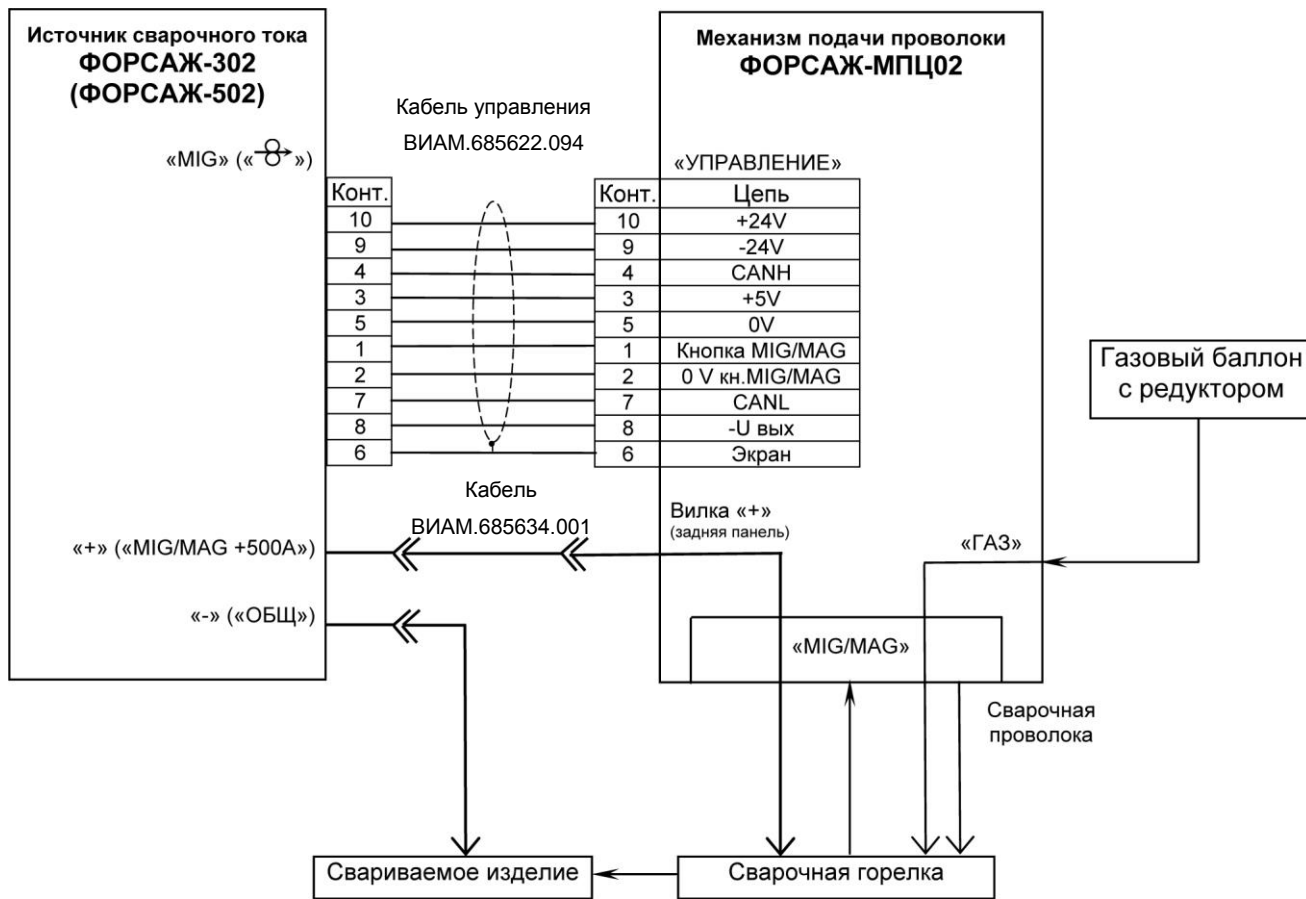 Источник сварочного тока
ФОРСАЖ-302
(ФОРСАЖ-502)
«MIG» (« »)
Кабель управления
ВИАМ.685622.094
Механизм подачи проволоки
ФОРСАЖ-МПЦ02
«УПРАВЛЕНИЕ»
Конт.
10
9
4
3
5
1
2
7
8
6
Конт. Цепь
10 +24V
9 -24V
4 CANH
3 +5V
5 0V
1 Кнопка MIG/MAG
2 0 V кн.MIG/MAG
7 CANL
8 -U вых
6 Экран
Газовый баллон
с редуктором
Кабель
ВИАМ.685634.001
Вилка «+»
(задняя панель)
«+» («MIG/MAG +500А»)
«ГАЗ»
«-» («ОБЩ»)
«MIG/MAG»
Сварочная
проволока
Свариваемое изделие
Сварочная горелка